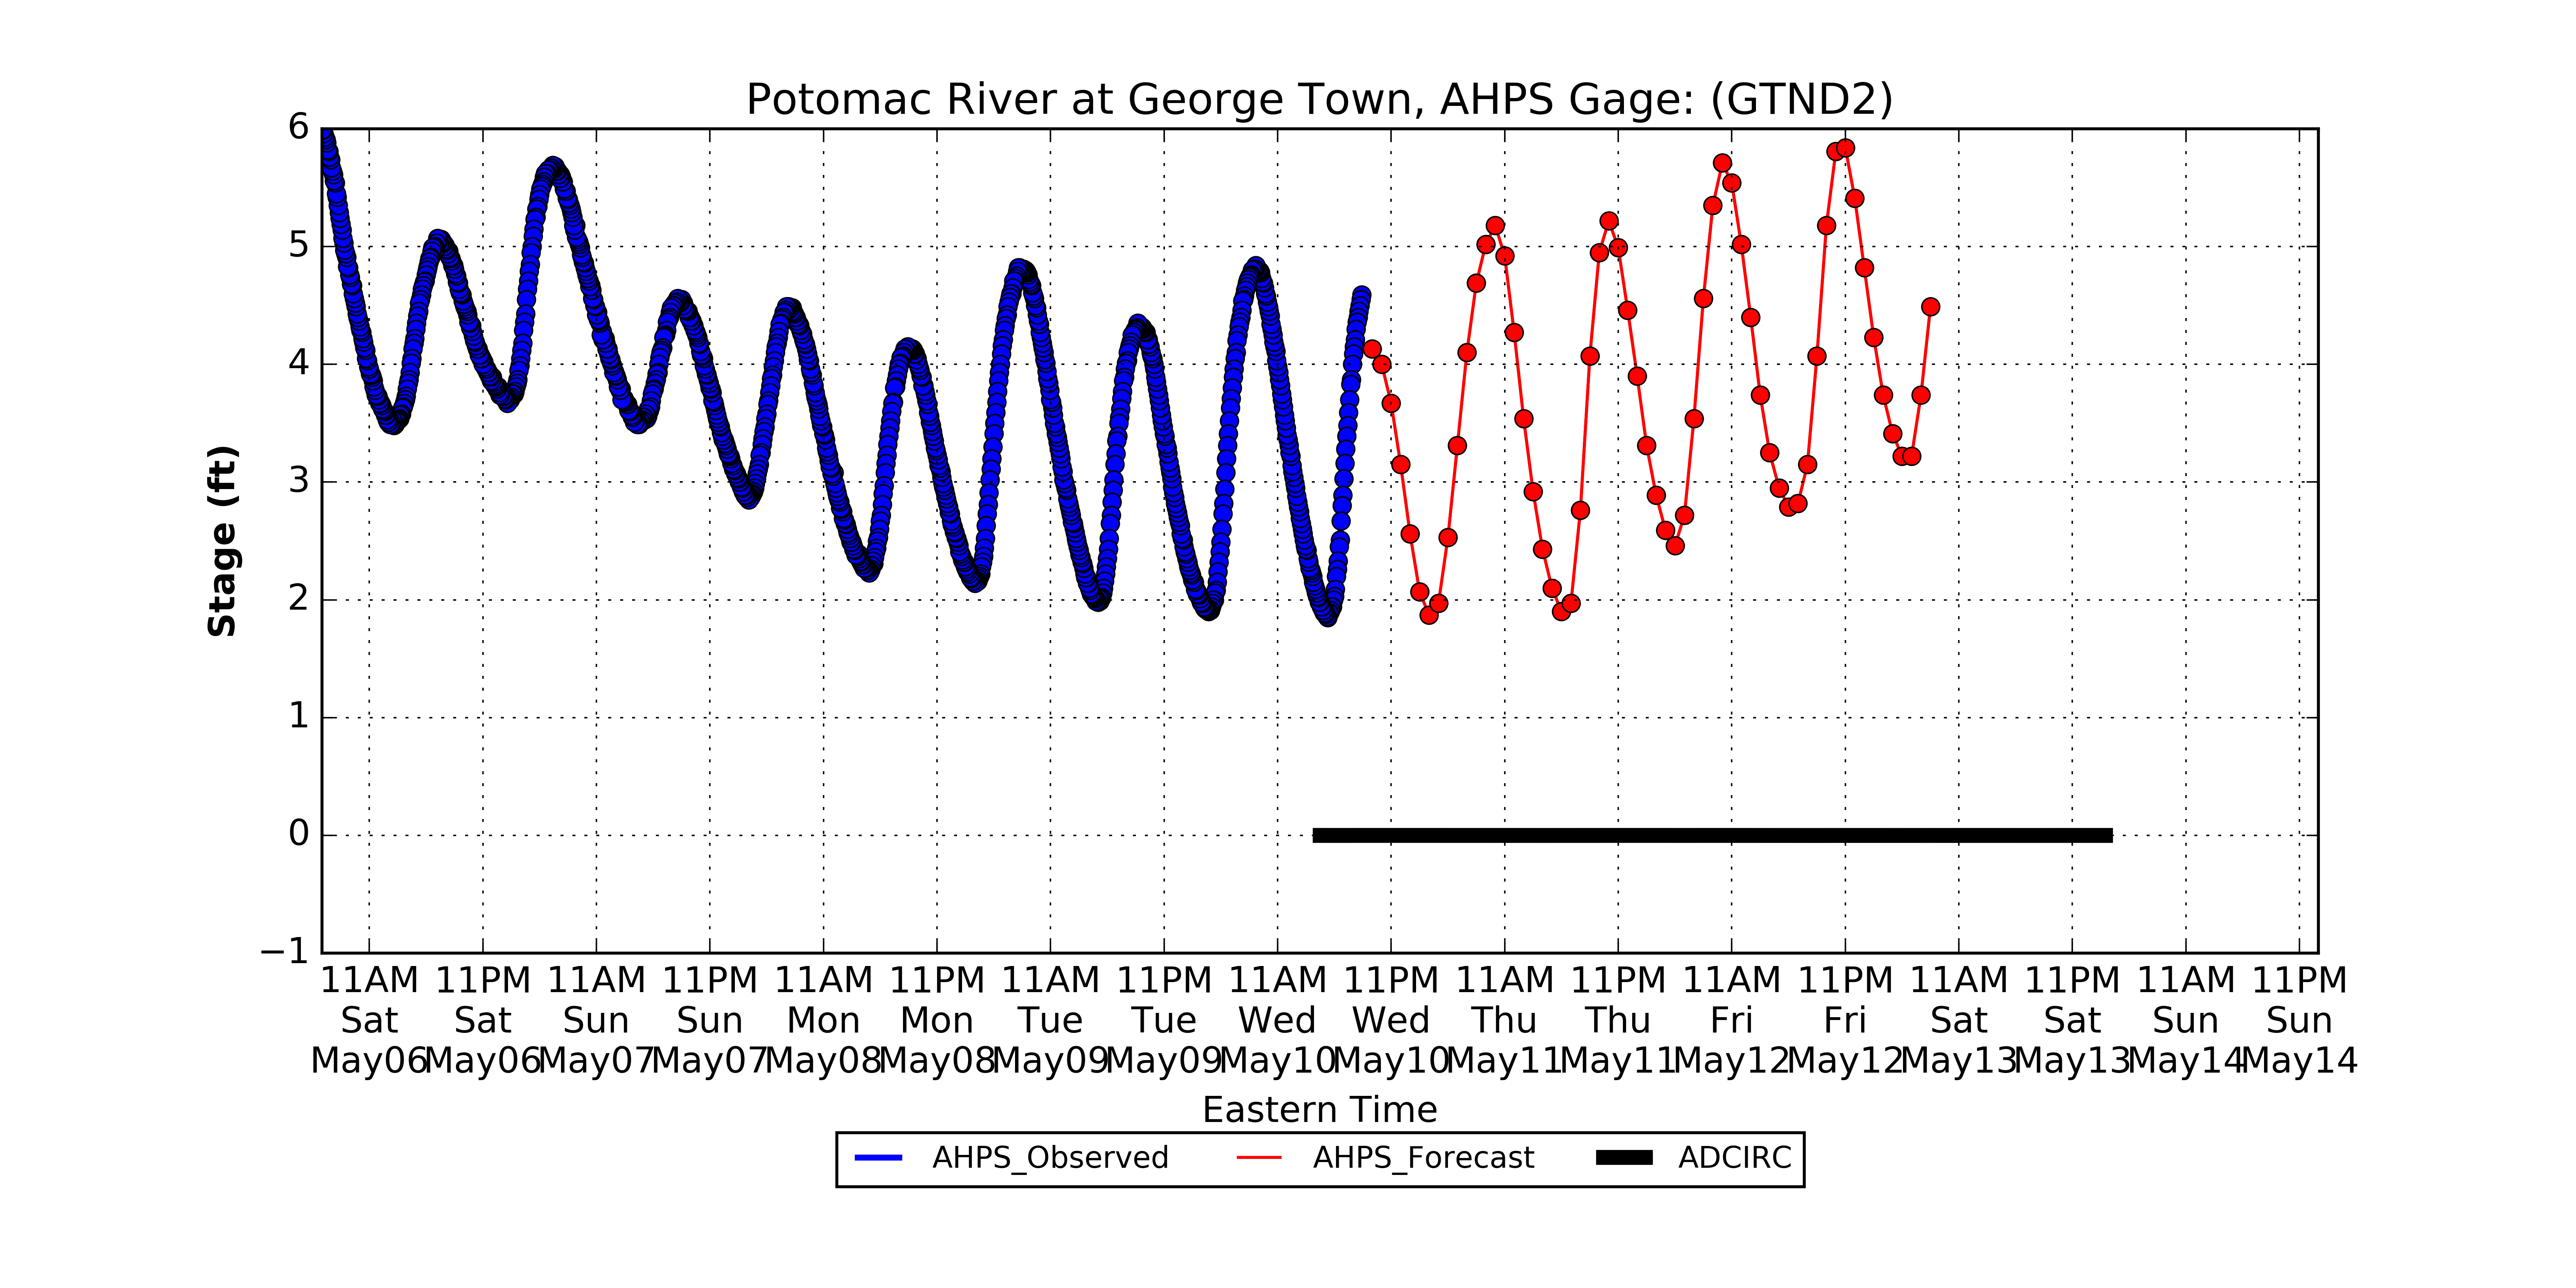 Potomac River at George Town, AHPS Gage: (GTND2)
6
5
4
3
2
1
0
−1
Stage (ft)
11AM 11PM 11AM 11PM 11AM 11PM 11AM 11PM 11AM 11PM 11AM 11PM 11AM 11PM 11AM 11PM 11AM 11PM
Sat Sat Sun Sun Mon Mon Tue Tue Wed Wed Thu Thu Fri Fri Sat Sat Sun Sun
May06 May06 May07 May07 May08 May08 May09 May09 May10 May10 May11 May11 May12 May12 May13 May13 May14 May14
Eastern Time
AHPS_Observed AHPS_Forecast ADCIRC